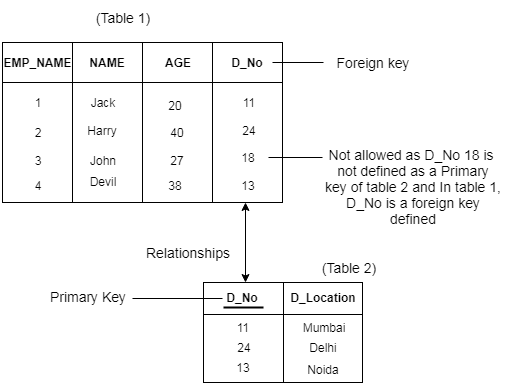 (Table 1)
EMP_NAME NAME AGE D_No Foreign key
1 Jack 20 11
2 Harry 40 24
3 John 27 18
4 Devil 38 13
Not allowed as D_No 18 is
not defined as a Primary
key of table 2 and In table 1,
D_No is a foreign key
defined
Relationships
(Table 2)
Primary Key D_No D_Location
11 Mumbai
24 Delhi
13 Noida